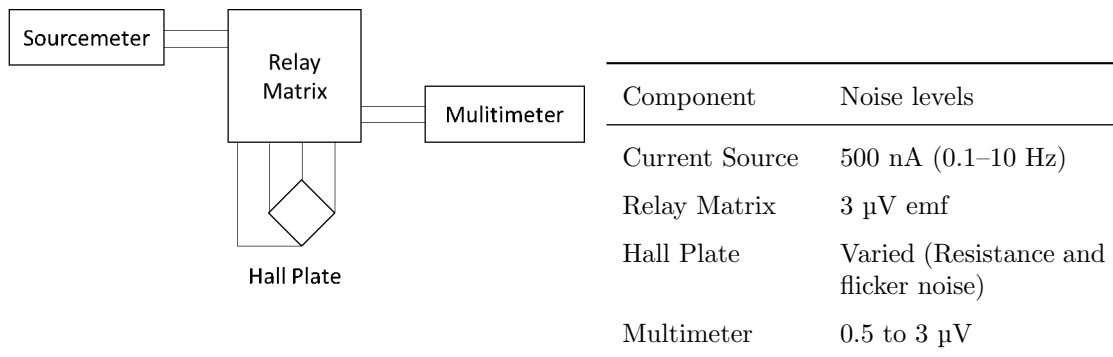 Sourcemeter
Relay
Matrix
Mulitimeter
Hall Plate
Component Noise levels
Current Source 500 nA (0.1–10 Hz)
Relay Matrix 3 µV emf
Hall Plate Varied (Resistance and
flicker noise)
Multimeter 0.5 to 3 µV